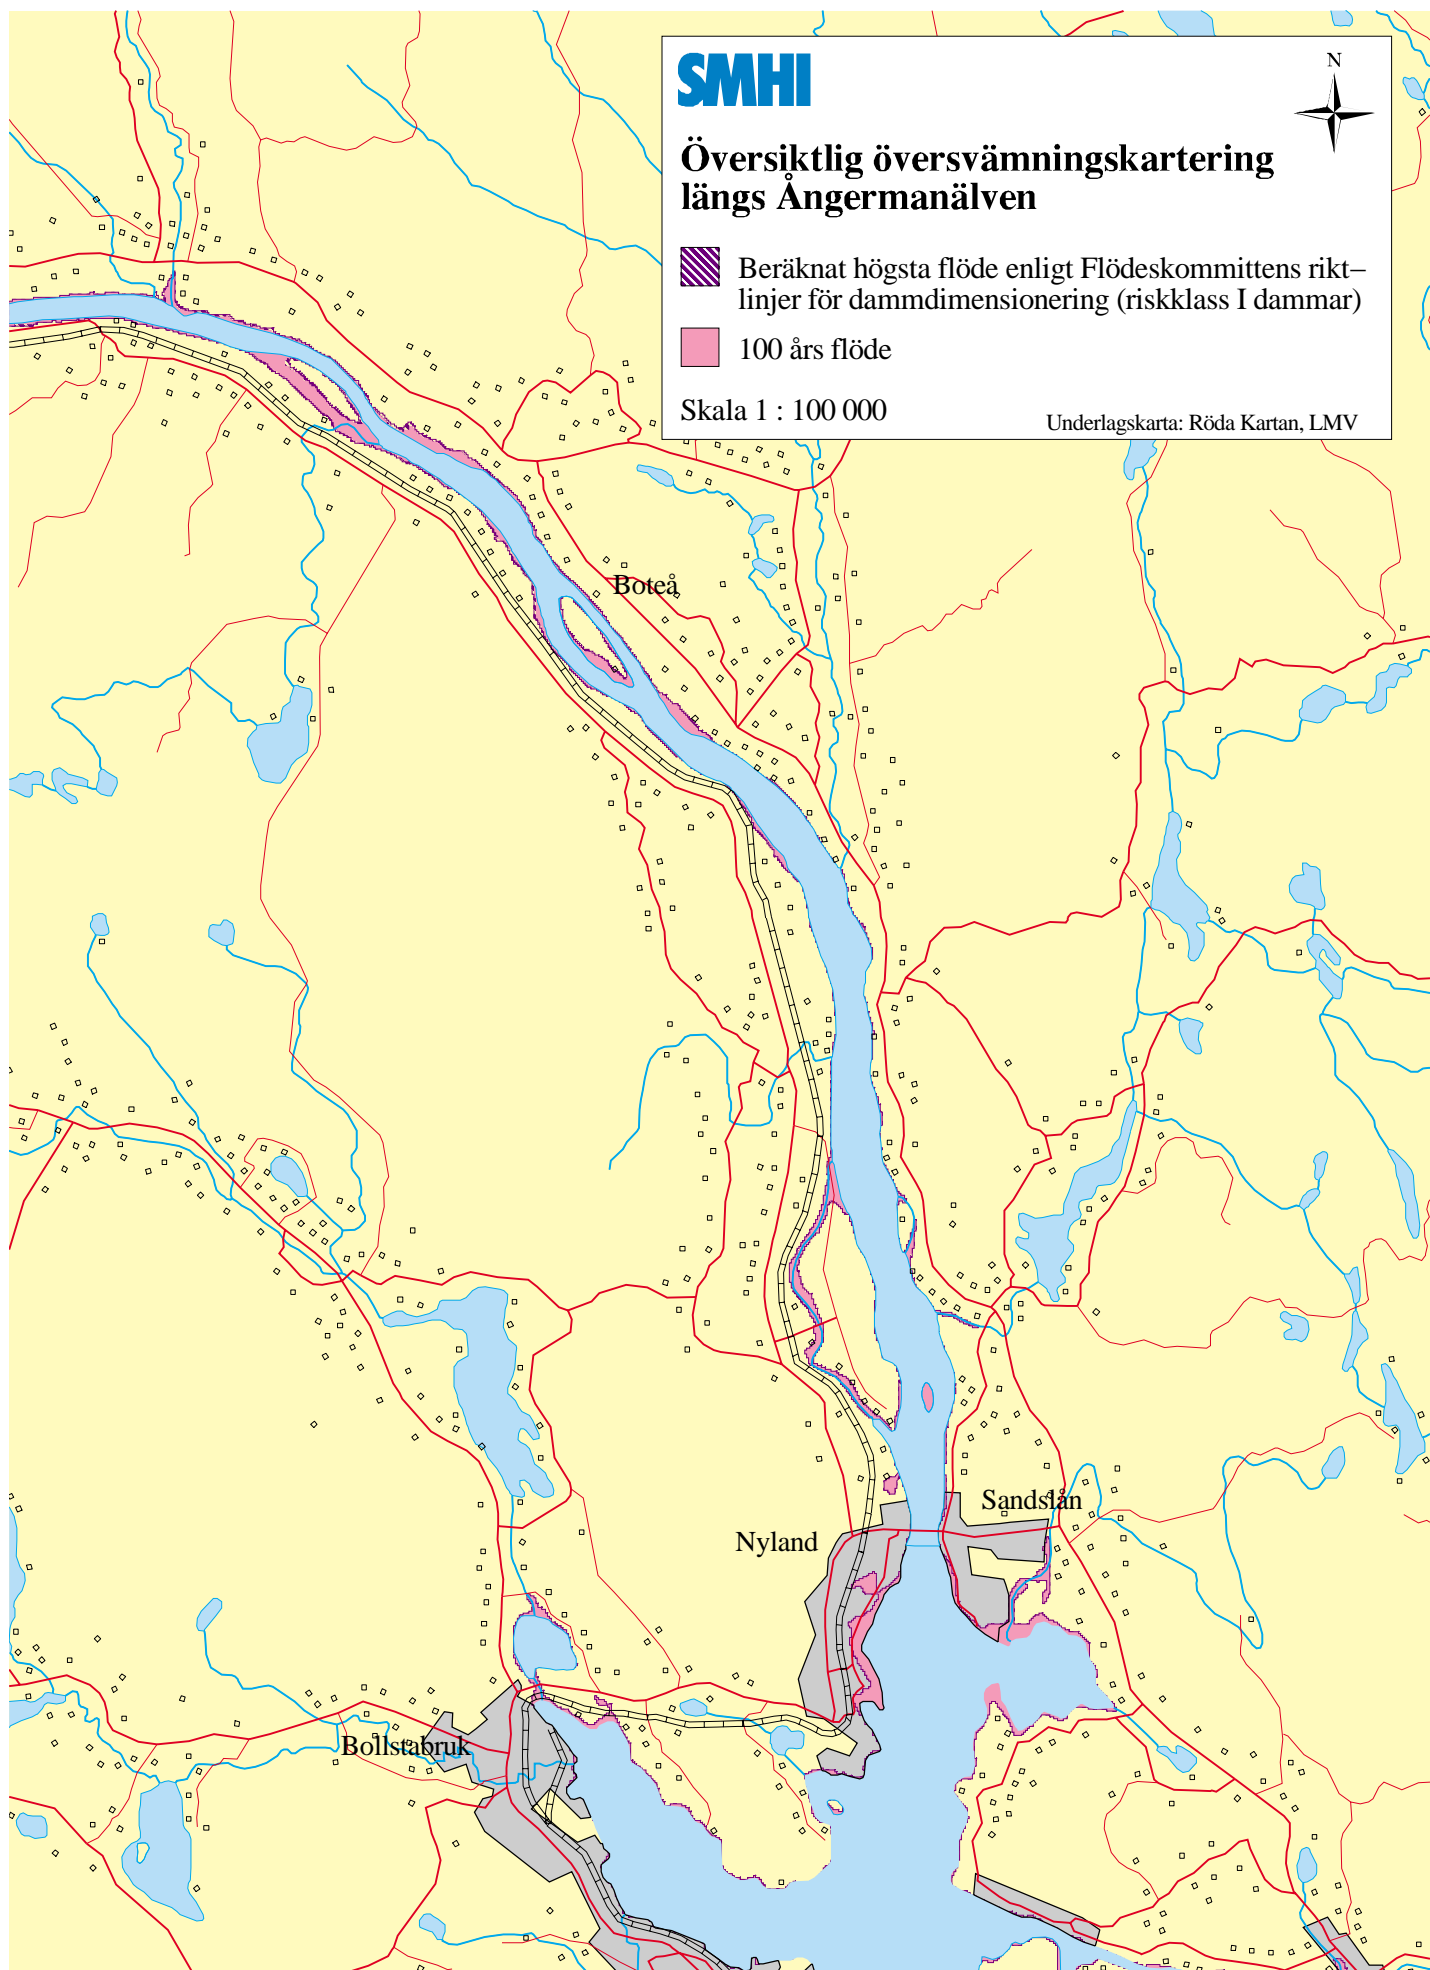 SMHI
N
Översiktlig översvämningskartering
längs Ångermanälven
Beräknat högsta flöde enligt Flödeskommittens rikt–
linjer för dammdimensionering (riskklass I dammar)
100 års flöde
Skala 1 : 100 000
Underlagskarta: Röda Kartan, LMV
Boteå
Sandslån
Nyland
Bollstabruk